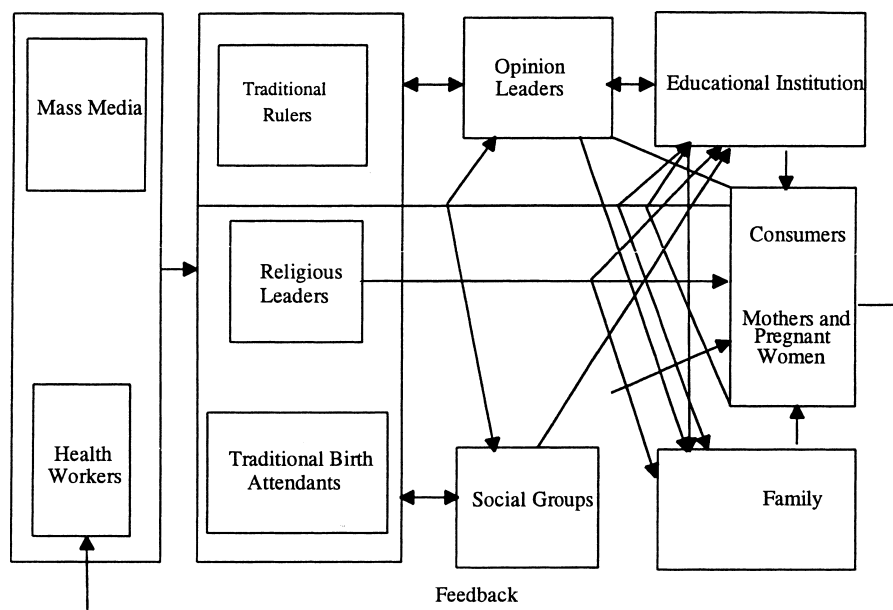 Mass Media
Health
Workers
Traditional
Rulers
Religious
Leaders
Traditional Birth
Attendants
Opinion
Leaders
Social Groups
Educational Institution
Consumers
Mothers and
Pregnant
Women
Family
Feedback